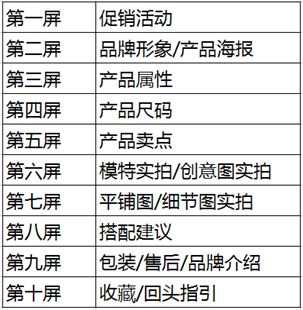 第一屏 促销活动
第二屏 品牌形象/产品海报
第三屏 产品属性
第四屏 产品尺码
第五屏 产品卖点
第六屏 模特实拍/创意图实拍
第七屏 平铺图/细节图实拍
第八屏 搭配建议
第九屏 包装/售后/品牌介绍
第十屏 收藏/回头指引